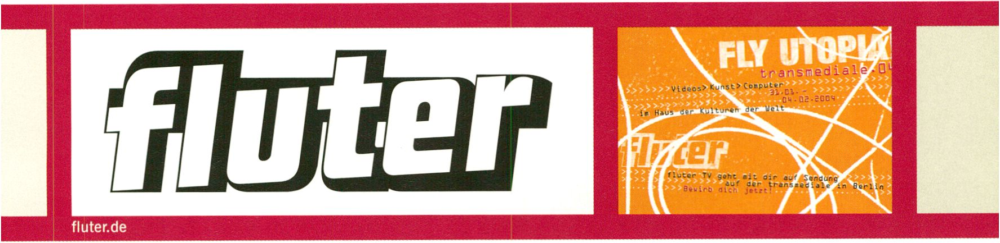 fluter
fluter.de
FLY UTOPIA
transmediale.04
Videos> Kunst> Computer
31.01. -
04.02.2004
im Haus der Kulturen der Welt
fluter
fluter TV geht mit dir auf Sendung
auf der transmediale in Berlin
Bewirb dich jetzt!